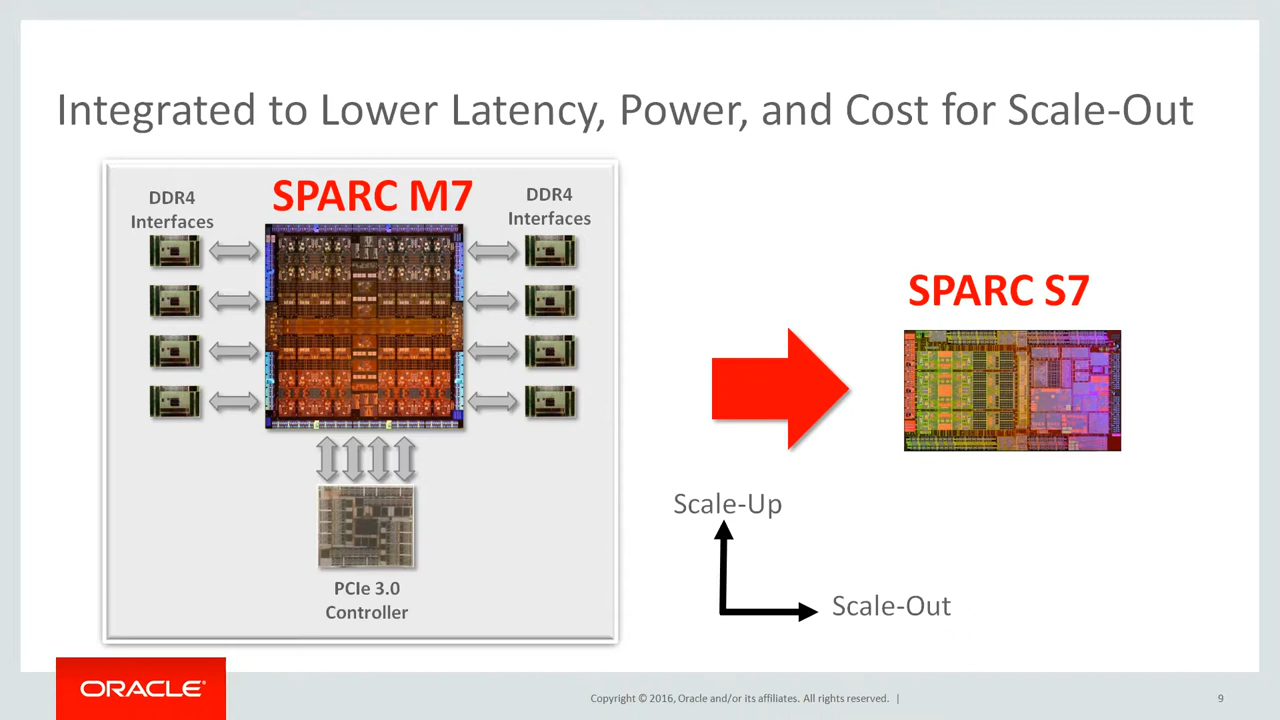 Integrated to Lower Latency, Power, and Cost for Scale-Out
DDR4
Interfaces
SPARC M7
DDR4
Interfaces
PCIe 3.0
Controller
SPARC S7
Scale-Up
Scale-Out
ORACLE®
Copyright © 2016, Oracle and/or its affiliates. All rights reserved. |
9